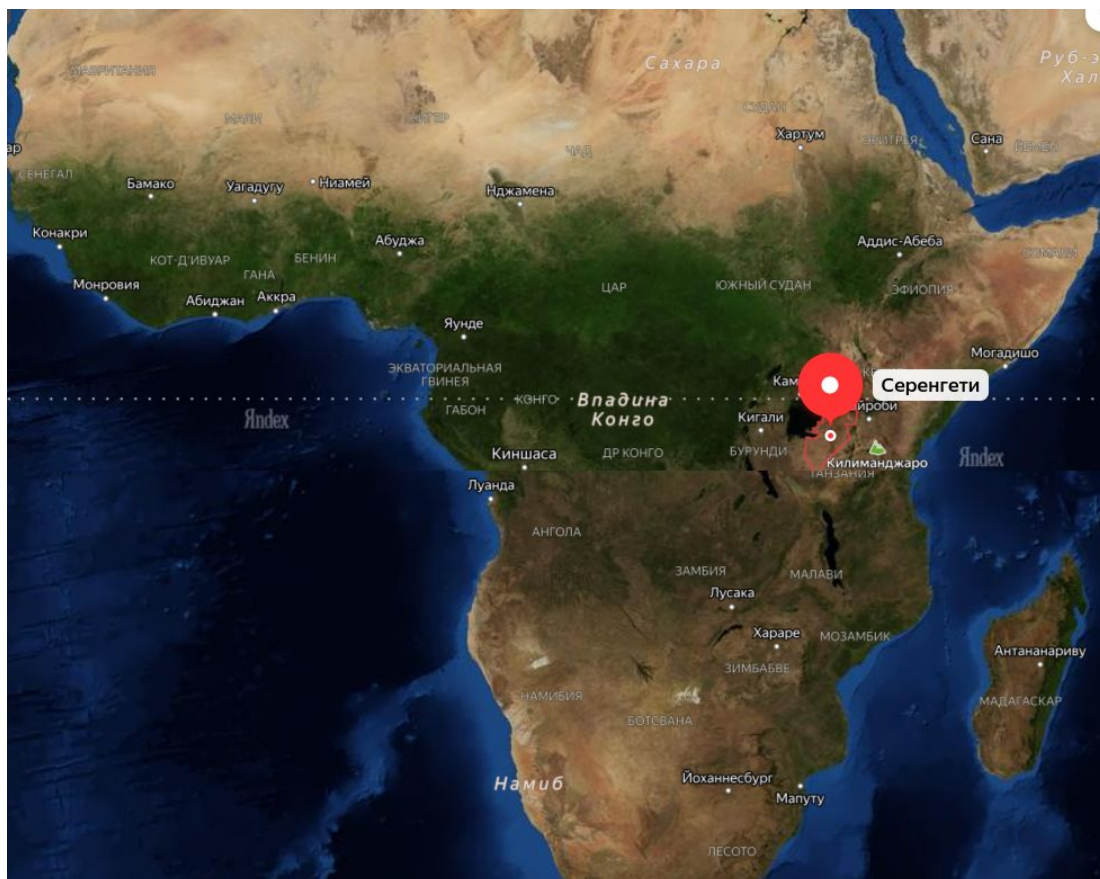 Сахара
Руб-э
Хал
МАВРИТАНИЯ
МАЛИ
НИГЕР
СУДАН
Хартум
ЭРИТРЕЯ
Сана
ЙЕМЕН
ар
ЧАД
СЕНЕГАЛ
Бамако
Уагадугу
Ниамей
Нджамена
Конакри
Абуджа
Аддис-Абеба
КОТ-Д'ИВУАР
БЕНИН
СОМАЛИ
ГАНА
Монровия
ЦАР
ЮЖНЫЙ СУДАН
ЭФИОПИЯ
Абиджан
Аккра
Яунде
Могадишо
ЭКВАТОРИАЛЬНАЯ
ГВИНЕЯ
Кам
Серенгети
КОНГО
Впадина
Конго
ГАБОН
Кигали
йроби
Яndex
Киншаса
ДР КОНГО
БУРУНДИ
Килиманджаро
Яndex
ТАНЗАНИЯ
Луанда
АНГОЛА
ЗАМБИЯ
МАЛАВИ
Лусака
Хараре
МОЗАМБИК
Антананариву
ЗИМБАБВЕ
НАМИБИЯ
МАДАГАСКАР
БОТСВАНА
Намиб
Йоханнесбург
Мапуту
ЛЕСОТО